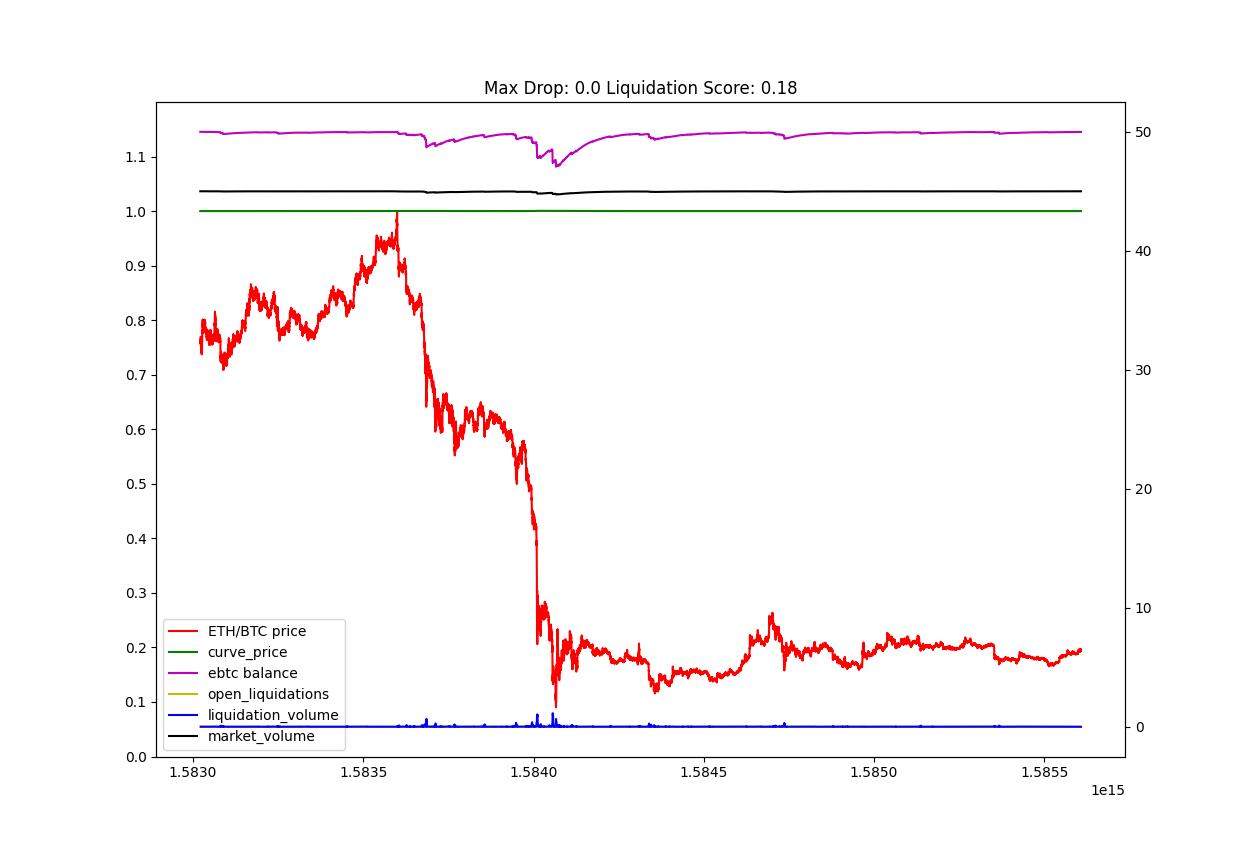 Max Drop: 0.0 Liquidation Score: 0.18
1.1
1.0
0.9
0.8
0.7
0.6
0.5
0.4
0.3
0.2
0.1
0.0
50
40
30
20
10
0
ETH/BTC price
curve_price
ebtc balance
open_liquidations
liquidation_volume
market_volume
1.5830 1.5835 1.5840 1.5845 1.5850 1.5855
1e15